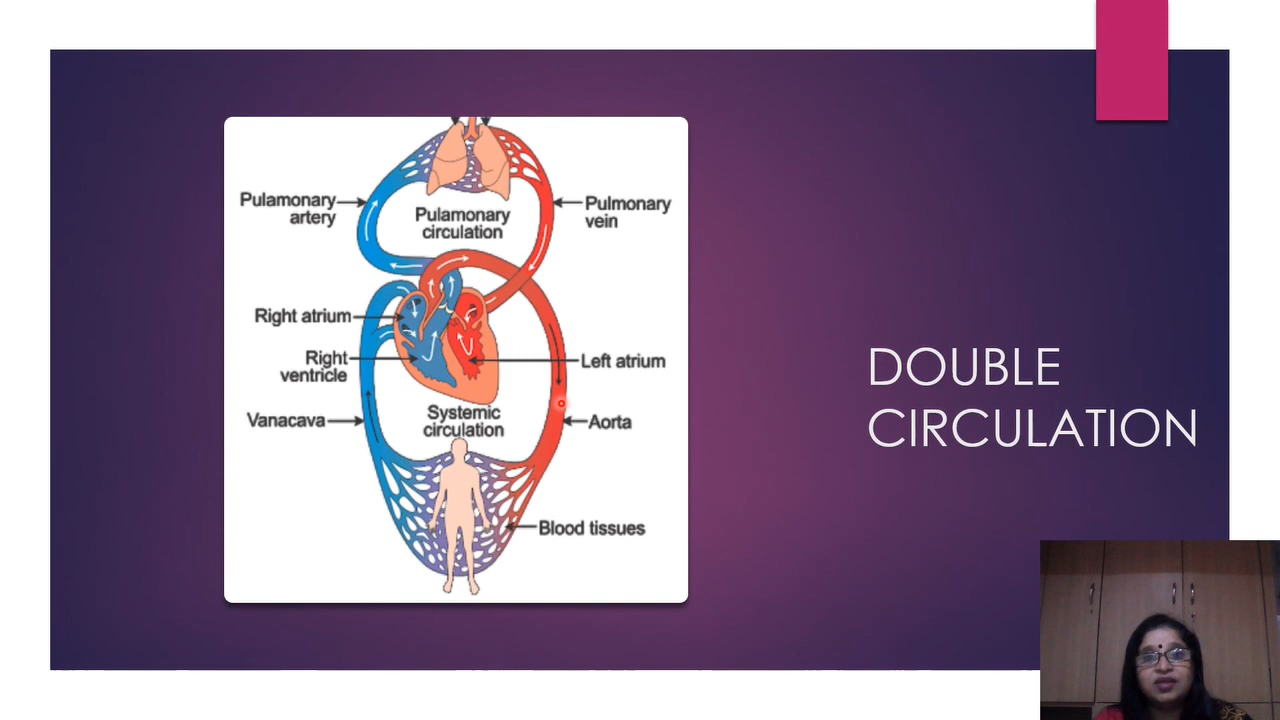 Pulamonary
artery
Pulamonary
circulation
Pulmonary
vein
Right atrium
Right
ventricle
Left atrium
Vanacava
Systemic
circulation
Aorta
Blood tissues
DOUBLE
CIRCULATION